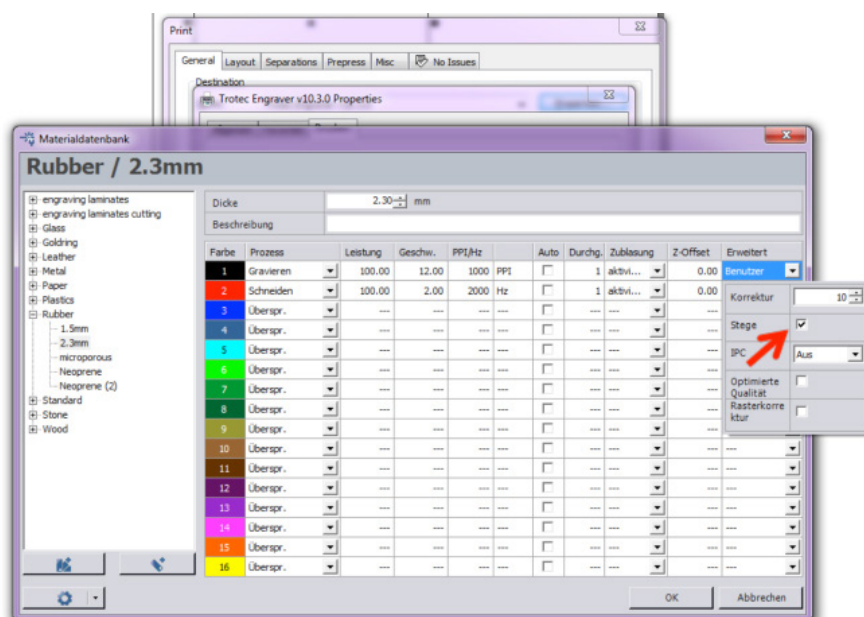 Print
General Layout Separations Prepress Misc No Issues
Destination
Trotec Engraver v10.3.0 Properties
Materialdatenbank
Rubber / 2.3mm
engraving laminates
engraving laminates cutting
Glass
Goldring
Leather
Metal
Paper
Plastics
Rubber
1.5mm
2.3mm
microporous
Neoprene
Neoprene (2)
Standard
Stone
Wood
Dicke 2.30 mm
Beschreibung
Farbe Prozess Leistung Geschw. PPI/Hz Auto Durchg. Zublasung Z-Offset Erweitert
1 Gravieren 100.00 12.00 1000 PPI 1 aktivi... 0.00 Benutzer
2 Schneiden 100.00 2.00 2000 Hz 1 aktivi... 0.00
3 Überspr. --- --- --- --- --- ---
4 Überspr. --- --- --- --- --- ---
5 Überspr. --- --- --- --- --- ---
6 Überspr. --- --- --- --- --- ---
7 Überspr. --- --- --- --- --- ---
8 Überspr. --- --- --- --- --- ---
9 Überspr. --- --- --- --- --- ---
10 Überspr. --- --- --- --- --- --- --- ---
11 Überspr. --- --- --- --- --- --- --- ---
12 Überspr. --- --- --- --- --- --- --- ---
13 Überspr. --- --- --- --- --- --- --- ---
14 Überspr. --- --- --- --- --- --- --- ---
15 Überspr. --- --- --- --- --- --- --- ---
16 Überspr. --- --- --- --- --- --- --- ---
Korrektur 10
Stege
IPC Aus
Optimierte
Qualität
Rasterkorre
ktur
OK Abbrechen